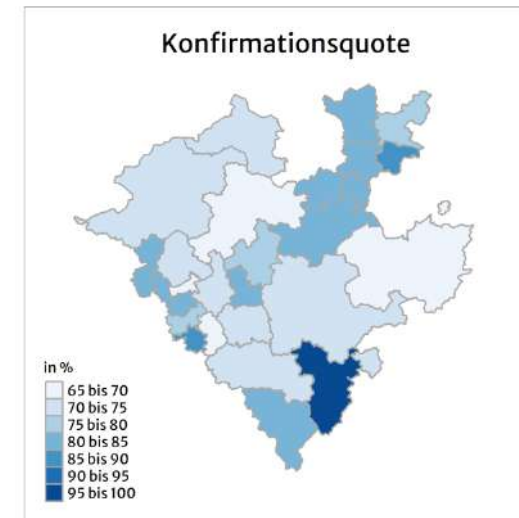 Konfirmationsquote
in %
65 bis 70
70 bis 75
75 bis 80
80 bis 85
85 bis 90
90 bis 95
95 bis 100